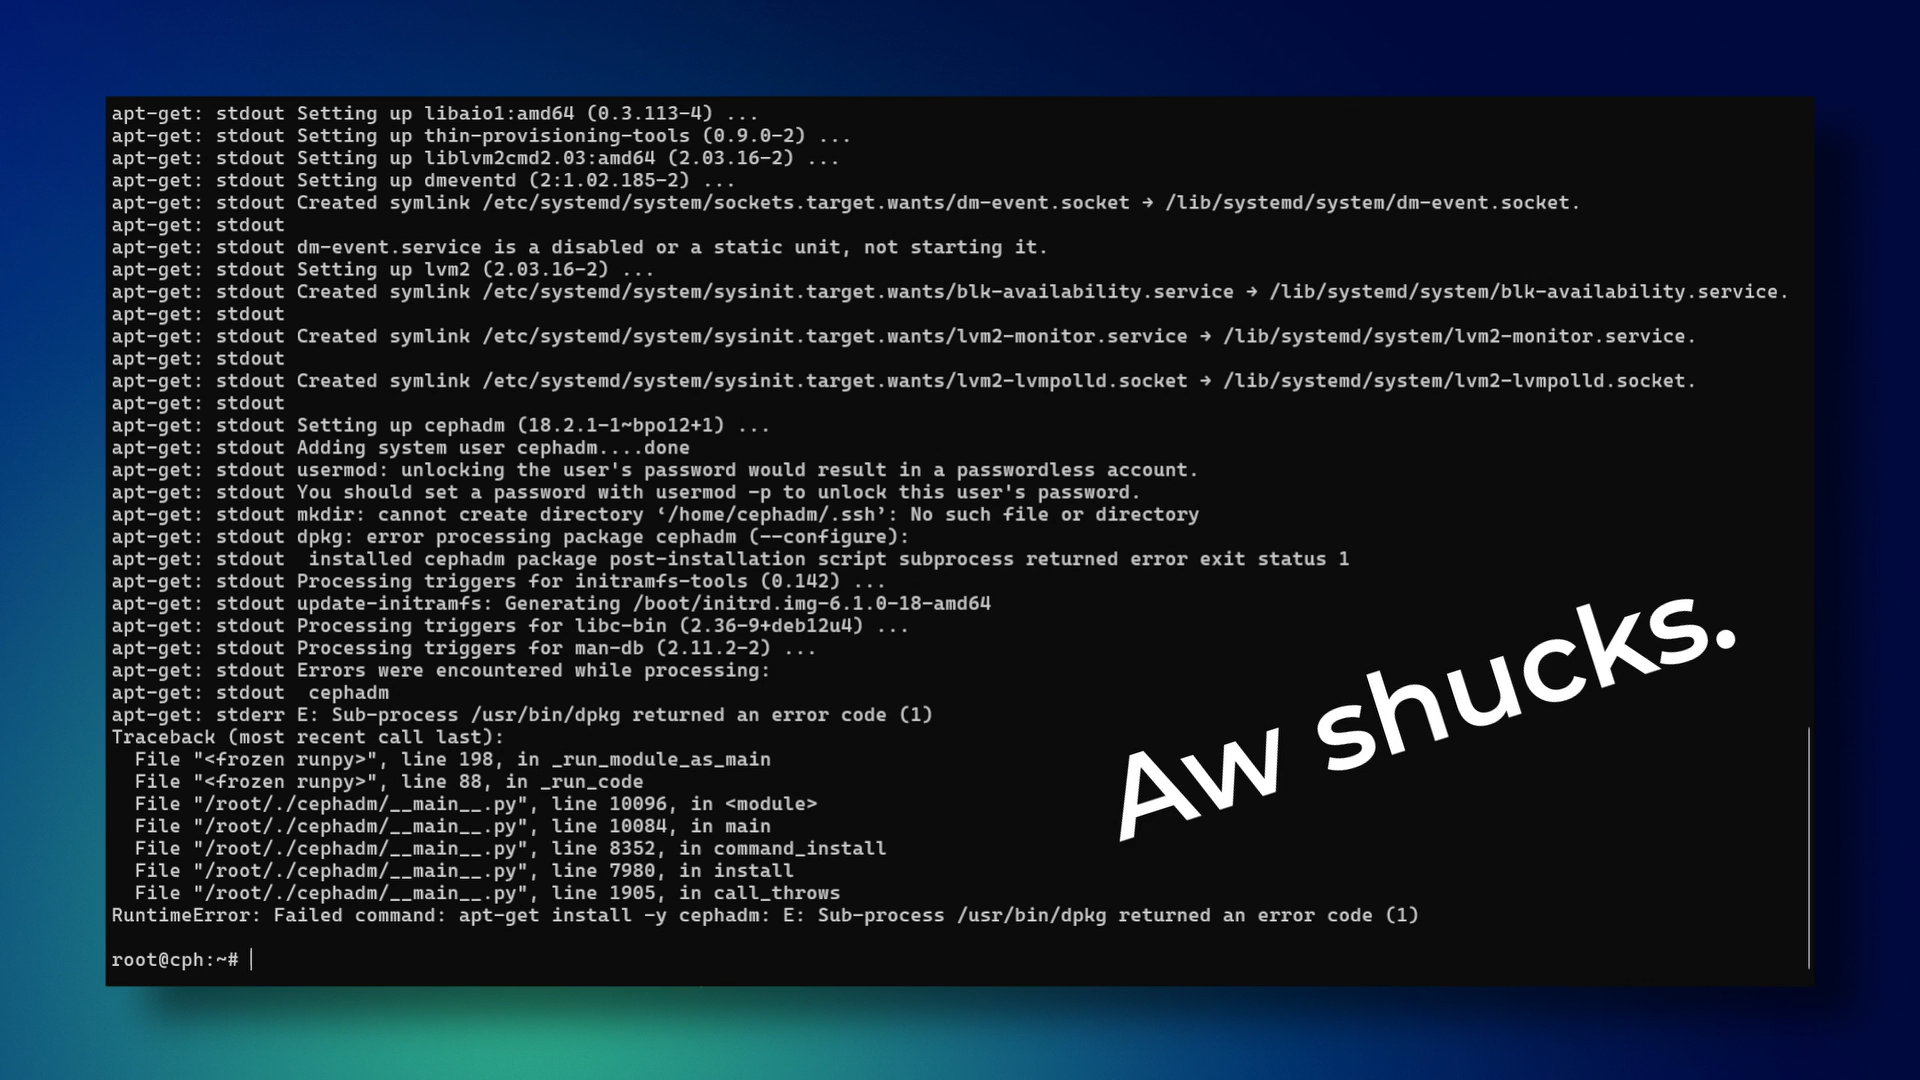 apt-get: stdout Setting up libaio1:amd64 (0.3.113-4) ...
apt-get: stdout Setting up thin-provisioning-tools (0.9.0-2) ...
apt-get: stdout Setting up liblvm2cmd2.03:amd64 (2.03.16-2) ...
apt-get: stdout Setting up dmeventd (2:1.02.185-2) ...
apt-get: stdout Created symlink /etc/systemd/system/sockets.target.wants/dm-event.socket → /lib/systemd/system/dm-event.socket.
apt-get: stdout
apt-get: stdout dm-event.service is a disabled or a static unit, not starting it.
apt-get: stdout Setting up lvm2 (2.03.16-2) ...
apt-get: stdout Created symlink /etc/systemd/system/sysinit.target.wants/blk-availability.service → /lib/systemd/system/blk-availability.service.
apt-get: stdout
apt-get: stdout Created symlink /etc/systemd/system/sysinit.target.wants/lvm2-monitor.service → /lib/systemd/system/lvm2-monitor.service.
apt-get: stdout
apt-get: stdout Created symlink /etc/systemd/system/sysinit.target.wants/lvm2-lvmpolld.socket → /lib/systemd/system/lvm2-lvmpolld.socket.
apt-get: stdout
apt-get: stdout Setting up cephadm (18.2.1-1~bpo12+1) ...
apt-get: stdout Adding system user cephadm....done
apt-get: stdout usermod: unlocking the user's password would result in a passwordless account.
apt-get: stdout You should set a password with usermod -p to unlock this user's password.
apt-get: stdout mkdir: cannot create directory ‘/home/cephadm/.ssh’: No such file or directory
apt-get: stdout dpkg: error processing package cephadm (--configure):
apt-get: stdout  installed cephadm package post-installation script subprocess returned error exit status 1
apt-get: stdout Processing triggers for initramfs-tools (0.142) ...
apt-get: stdout update-initramfs: Generating /boot/initrd.img-6.1.0-18-amd64
apt-get: stdout Processing triggers for libc-bin (2.36-9+deb12u4) ...
apt-get: stdout Processing triggers for man-db (2.11.2-2) ...
apt-get: stdout Errors were encountered while processing:
apt-get: stdout  cephadm
apt-get: stderr E: Sub-process /usr/bin/dpkg returned an error code (1)
Traceback (most recent call last):
  File "<frozen runpy>", line 198, in _run_module_as_main
  File "<frozen runpy>", line 88, in _run_code
  File "/root/./cephadm/__main__.py", line 10096, in <module>
  File "/root/./cephadm/__main__.py", line 10084, in main
  File "/root/./cephadm/__main__.py", line 8352, in command_install
  File "/root/./cephadm/__main__.py", line 7980, in install
  File "/root/./cephadm/__main__.py", line 1905, in call_throws
RuntimeError: Failed command: apt-get install -y cephadm: E: Sub-process /usr/bin/dpkg returned an error code (1)
root@cph:~#
Aw shucks.